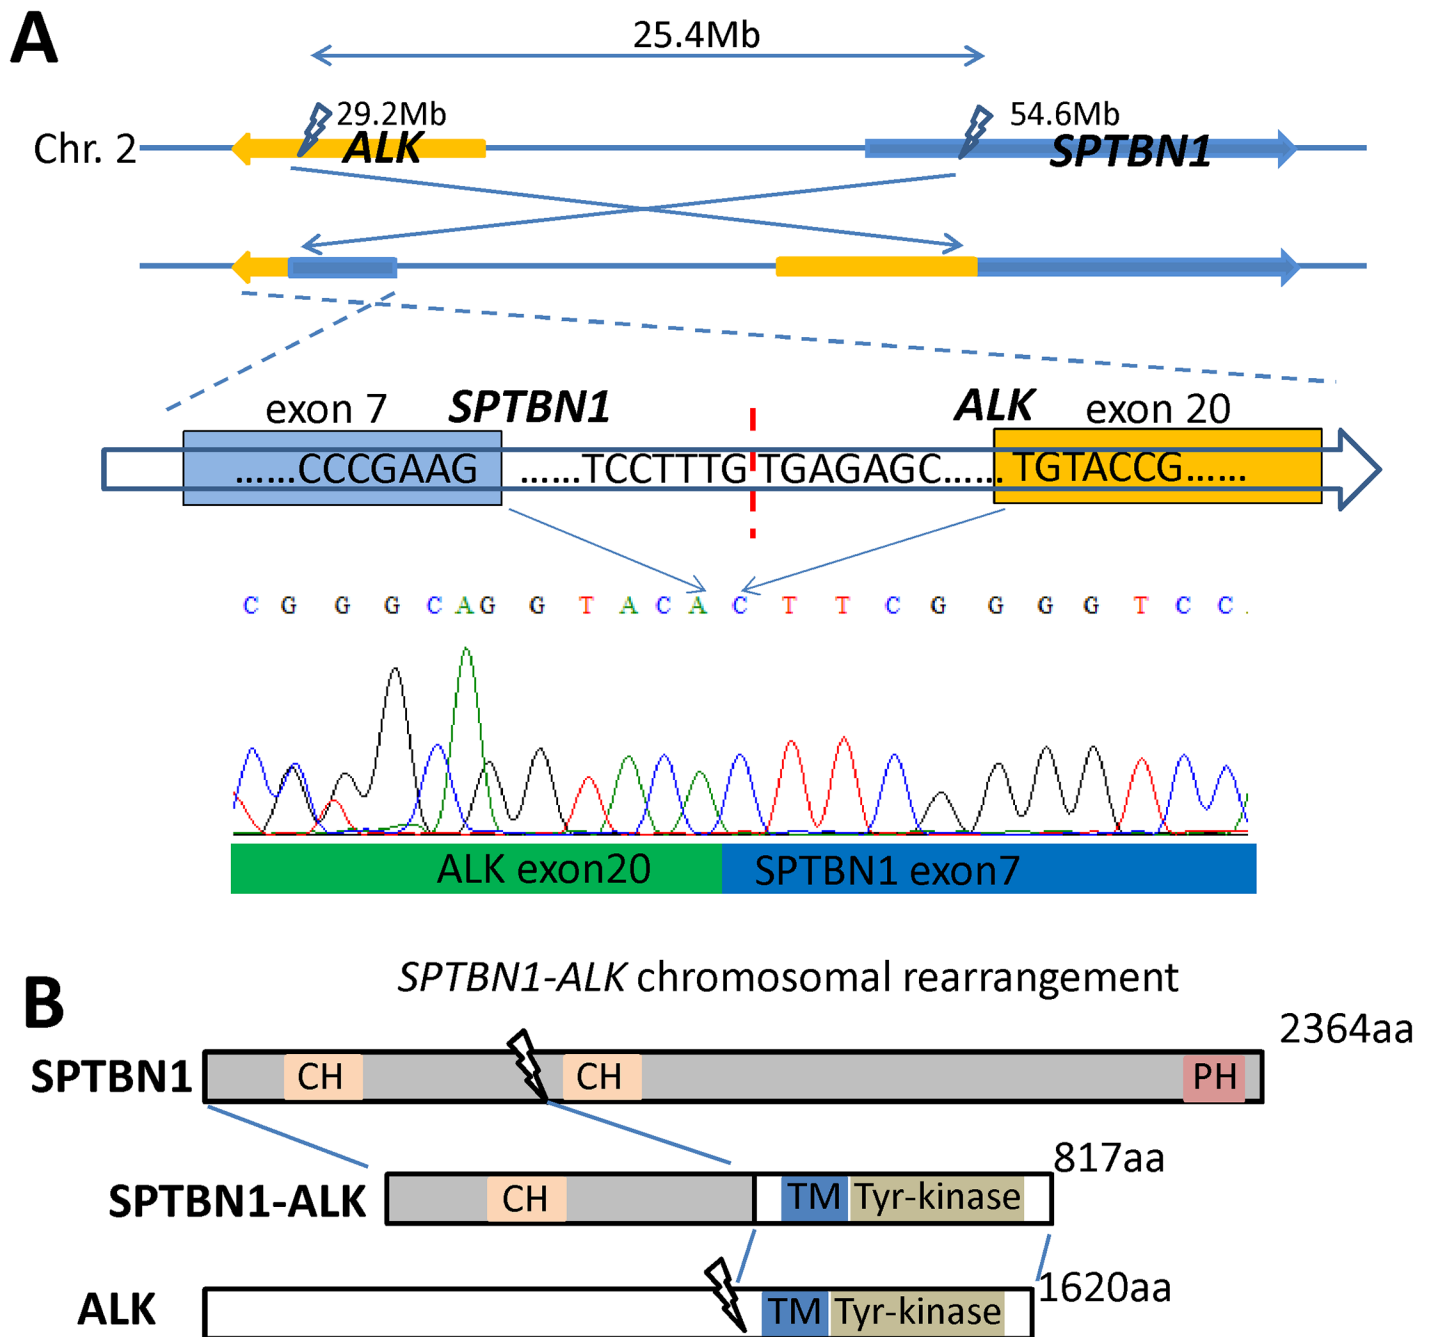 A
25.4Mb
29.2Mb 54.6Mb
Chr. 2 ALK SPTBN1
exon 7 SPTBN1 ALK exon 20
......CCCGAAG ......TCCTTTG TGAGAGC...... TGTACCG......
C G G G C A G G T A C A C T T C G G G G T C C .
ALK exon20 SPTBN1 exon7
SPTBN1-ALK chromosomal rearrangement
B
2364aa
SPTBN1 CH CH PH
817aa
SPTBN1-ALK CH TM Tyr-kinase
1620aa
ALK TM Tyr-kinase